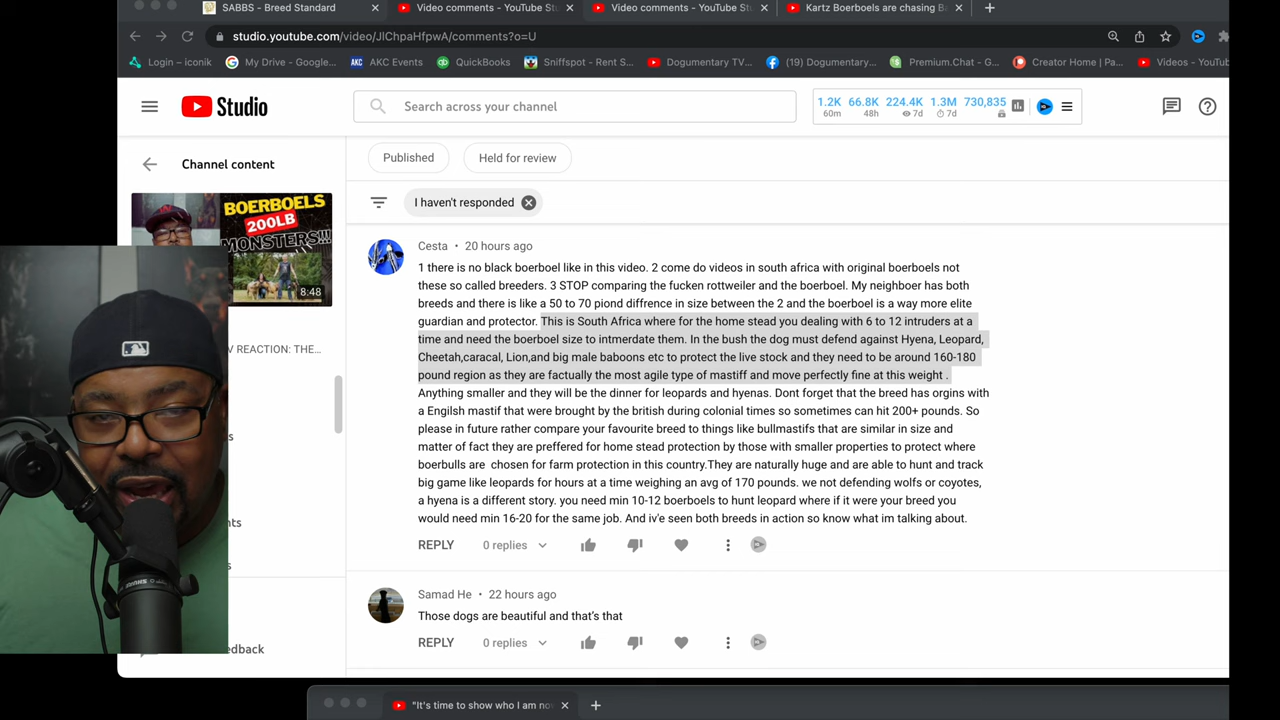 SABBS - Breed Standard
Video comments - YouTube St
Video comments - YouTube St
Kartz Boerboels are chasing B
studio.youtube.com/video/JlChpaHfpwA/comments?o=U
Login – iconik
My Drive - Google...
AKC Events
QuickBooks
Sniffspot - Rent S...
Dogumentary TV...
(19) Dogumentary...
Premium.Chat - G...
Creator Home | Pa...
Videos - YouTu
Studio
Search across your channel
1.2K 66.8K 224.4K 1.3M 730,835
60m 48h 7d 7d
Channel content
Published
Held for review
I haven't responded
BOERBOELS
200LB
MONSTERS!!!
8:48
V REACTION: THE...
Cesta • 20 hours ago
1 there is no black boerboel like in this video. 2 come do videos in south africa with original boerboels not
these so called breeders. 3 STOP comparing the fucken rottweiler and the boerboel. My neighboer has both
breeds and there is like a 50 to 70 piond diffrence in size between the 2 and the boerboel is a way more elite
guardian and protector. This is South Africa where for the home stead you dealing with 6 to 12 intruders at a
time and need the boerboel size to intmerdate them. In the bush the dog must defend against Hyena, Leopard,
Cheetah,caracal, Lion,and big male baboons etc to protect the live stock and they need to be around 160-180
pound region as they are factually the most agile type of mastiff and move perfectly fine at this weight .
Anything smaller and they will be the dinner for leopards and hyenas. Dont forget that the breed has orgins with
a Engilsh mastif that were brought by the british during colonial times so sometimes can hit 200+ pounds. So
please in future rather compare your favourite breed to things like bullmastifs that are similar in size and
matter of fact they are preffered for home stead protection by those with smaller properties to protect where
boerbulls are chosen for farm protection in this country.They are naturally huge and are able to hunt and track
big game like leopards for hours at a time weighing an avg of 170 pounds. we not defending wolfs or coyotes,
a hyena is a different story. you need min 10-12 boerboels to hunt leopard where if it were your breed you
would need min 16-20 for the same job. And iv'e seen both breeds in action so know what im talking about.
REPLY 0 replies
Samad He • 22 hours ago
Those dogs are beautiful and that's that
REPLY 0 replies
edback
"It's time to show who I am no